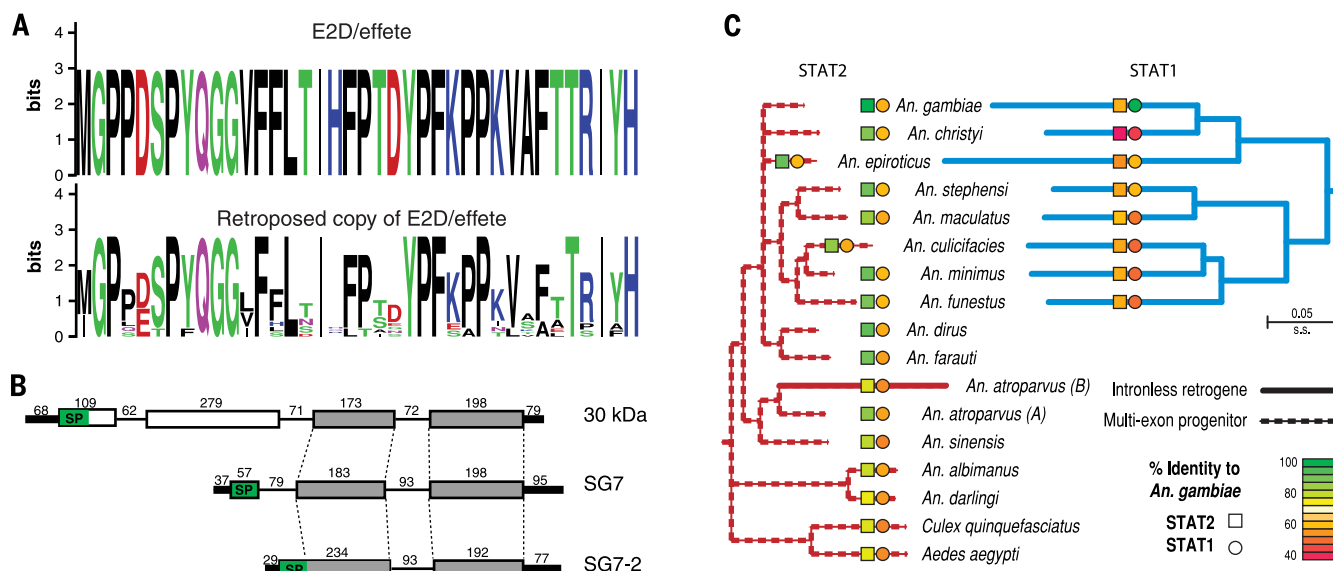 A
E2D/effete
4
3
2
1
0
bits
MGPPDSPYQGGVFFLTIHFPTDYPFKPPKVAFTTRIYH
Retroposed copy of E2D/effete
4
3
2
1
0
bits
B
68 109 62 279 71 173 72 198 79
SP
30 kDa
37 57 79 183 93 198 95
SP
SG7
29 234 93 192 77
SP
SG7-2
C
STAT2 STAT1
An. gambiae
An. christyi
An. epiroticus
An. stephensi
An. maculatus
An. culicifacies
An. minimus
An. funestus
An. dirus
An. farauti
An. atroparvus (B)
An. atroparvus (A)
An. sinensis
An. albimanus
An. darlingi
Culex quinquefasciatus
Aedes aegypti
0.05
s.s.
Intronless retrogene
Multi-exon progenitor
% Identity to
An. gambiae
STAT2
STAT1
100
80
60
40